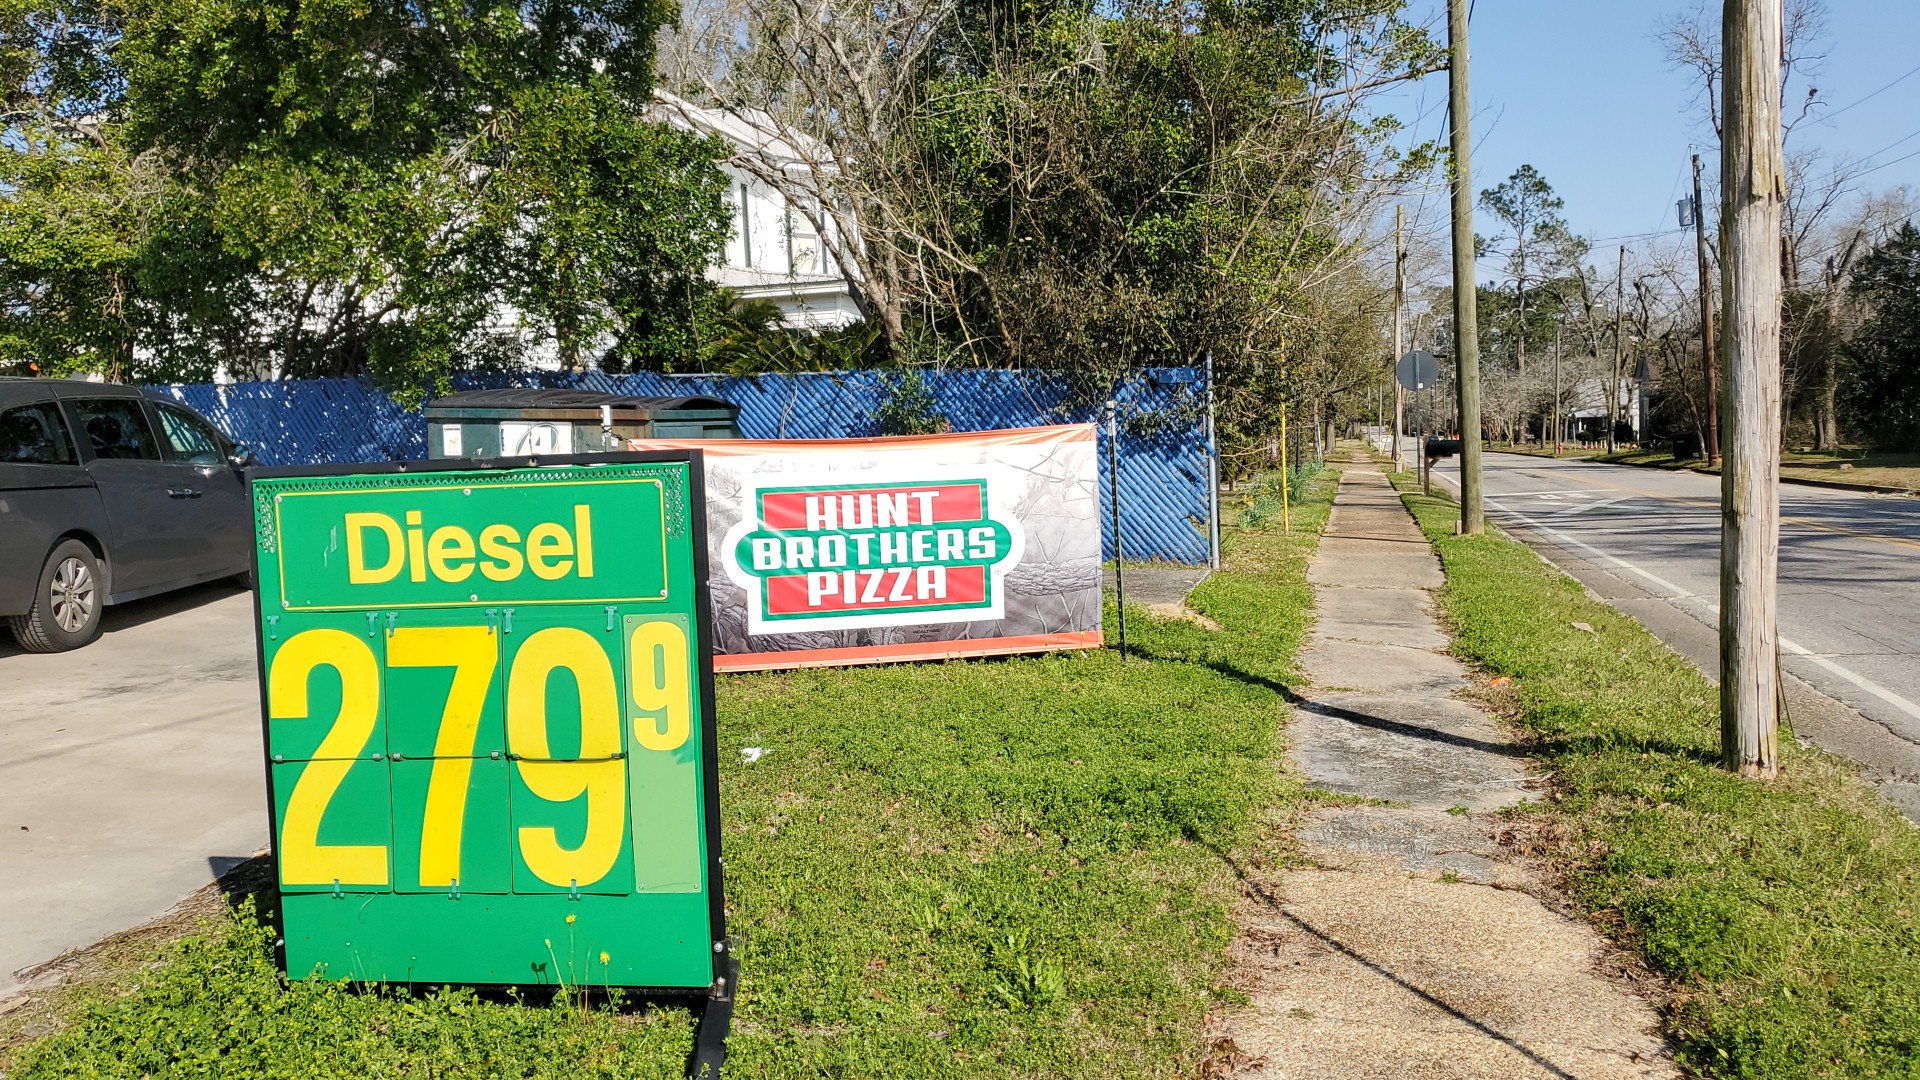 Diesel
2799
HUNT
BROTHERS
PIZZA